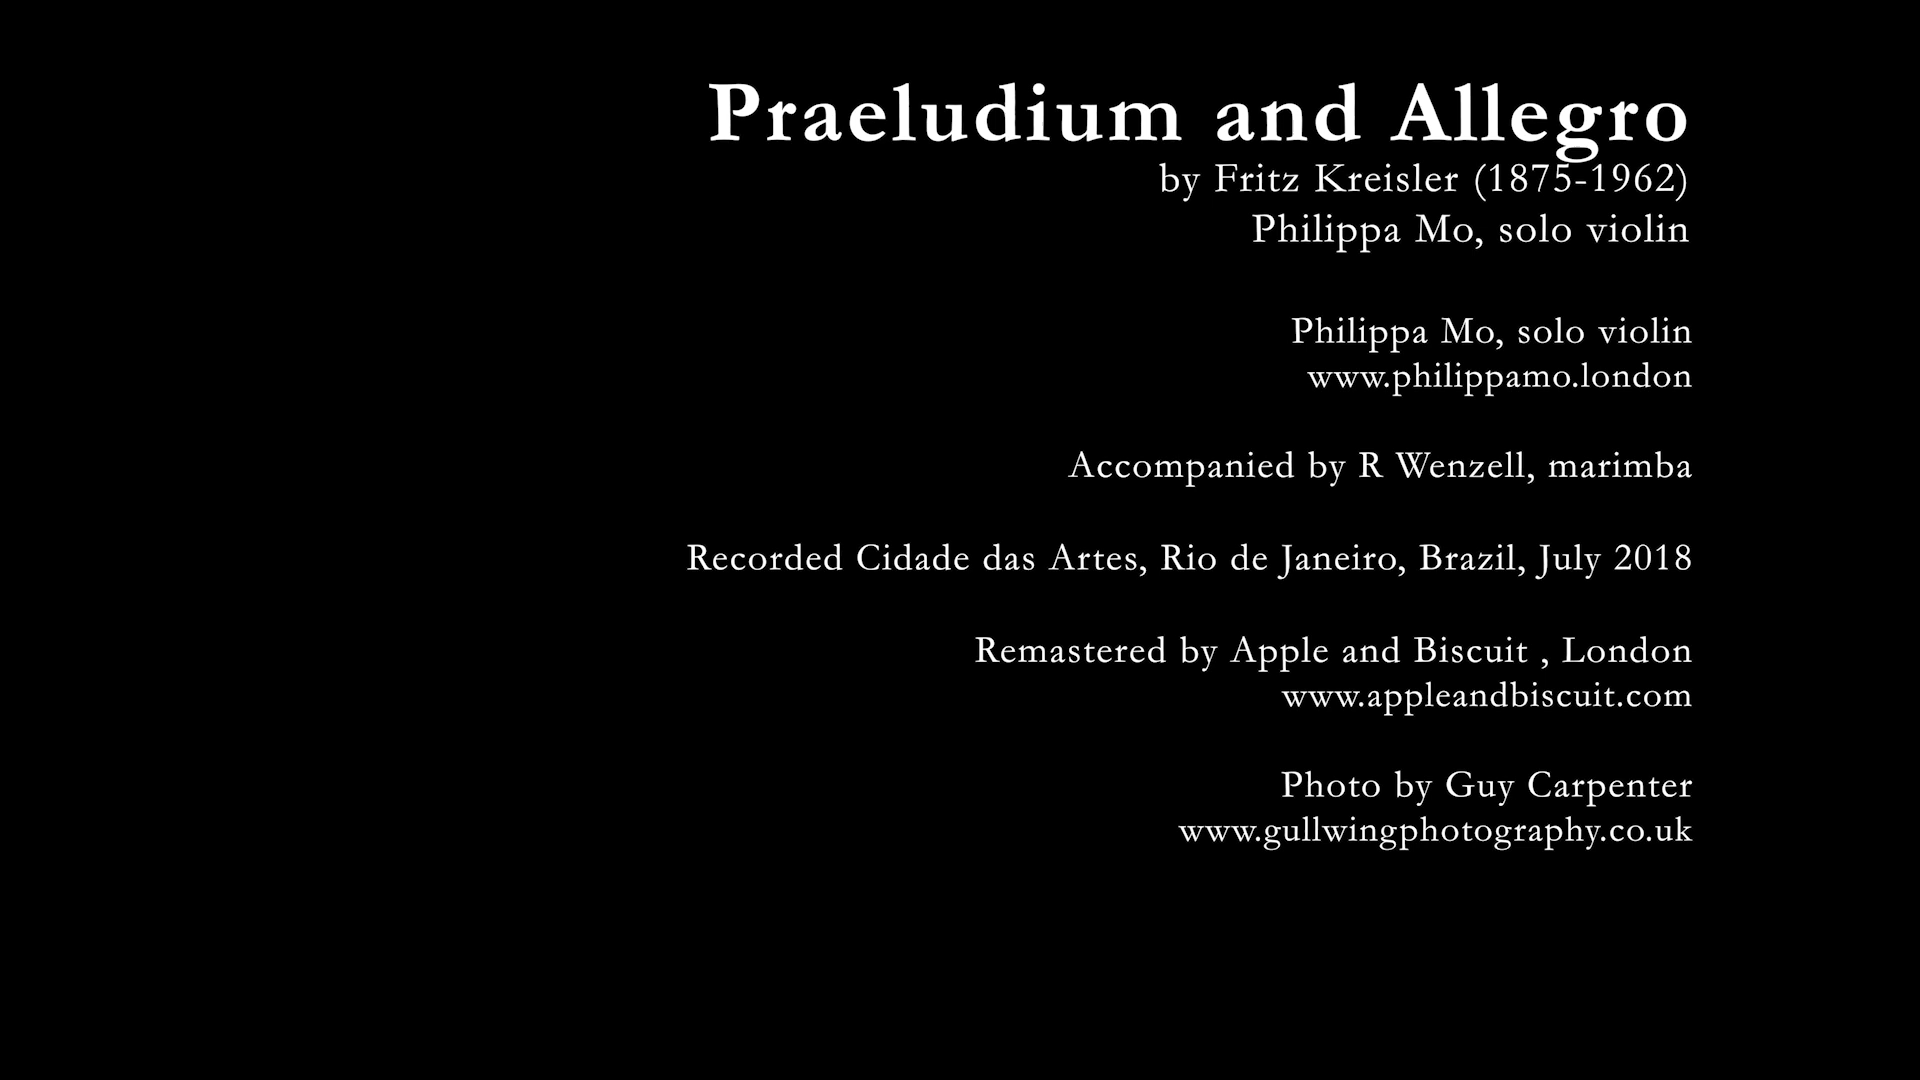 Praeludium and Allegro
by Fritz Kreisler (1875-1962)
Philippa Mo, solo violin
Philippa Mo, solo violin
www.philippamo.london
Accompanied by R Wenzell, marimba
Recorded Cidade das Artes, Rio de Janeiro, Brazil, July 2018
Remastered by Apple and Biscuit , London
www.appleandbiscuit.com
Photo by Guy Carpenter
www.gullwingphotography.co.uk